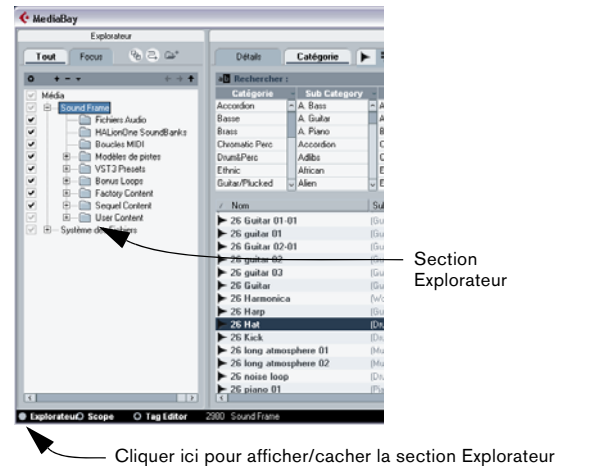 MediaBay
Explorateur
Tout Focus
Détails Catégorie
Rechercher :
Média
Sound Frame
Fichiers Audio
HALionOne SoundBanks
Boucles MIDI
Modèles de pistes
VST3 Presets
Bonus Loops
Factory Content
Sequel Content
User Content
Système de Fichiers
Catégorie Sub Category
Accordion A. Bass
Basse A. Guitar
Brass A. Piano
Chromatic Perc Accordion
Drum&Perc Adlibs
Ethnic African
Guitar/Plucked Alien
Nom
26 Guitar 01-01
26 guitar 01
26 Guitar 02-01
26 guitar 02
26 guitar 03
26 Guitar
26 Harmonica
26 Harp
26 Hat
26 Kick
26 long atmosphere 01
26 long atmosphere 02
26 noise loop
26 piano 01
Explorateur Scope Tag Editor 2900 Sound Frame
Section
Explorateur
Cliquer ici pour afficher/cacher la section Explorateur